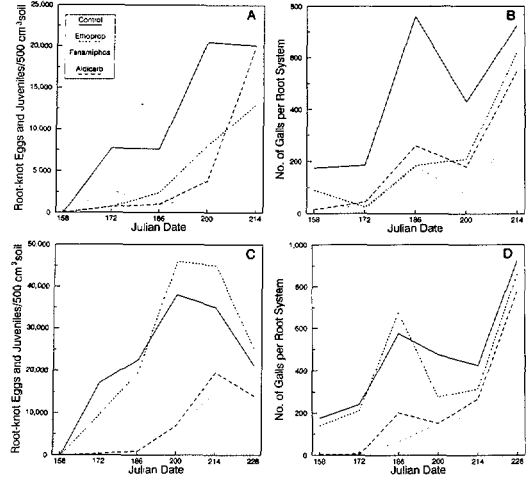 A
Root-knot Eggs and Juveniles/500 cm³soil
25.000
20,000
15,000
10.000
5.000
0
Control
Ethoprop
Fenamiphos
Aldicarb
158 172 186 200 214
Julian Date
B
No. of Galls per Root System
800
600
400
200
0
158 172 186 200 214
Julian Date
C
Root-knot Eggs and Juveniles/500 cm³soil
50,000
40,000
30,000
20,000
10,000
0
158 172 186 200 214 228
Julian Date
D
No. of Galls per Root System
1,000
800
600
400
200
0
158 172 186 200 214 228
Julian Date